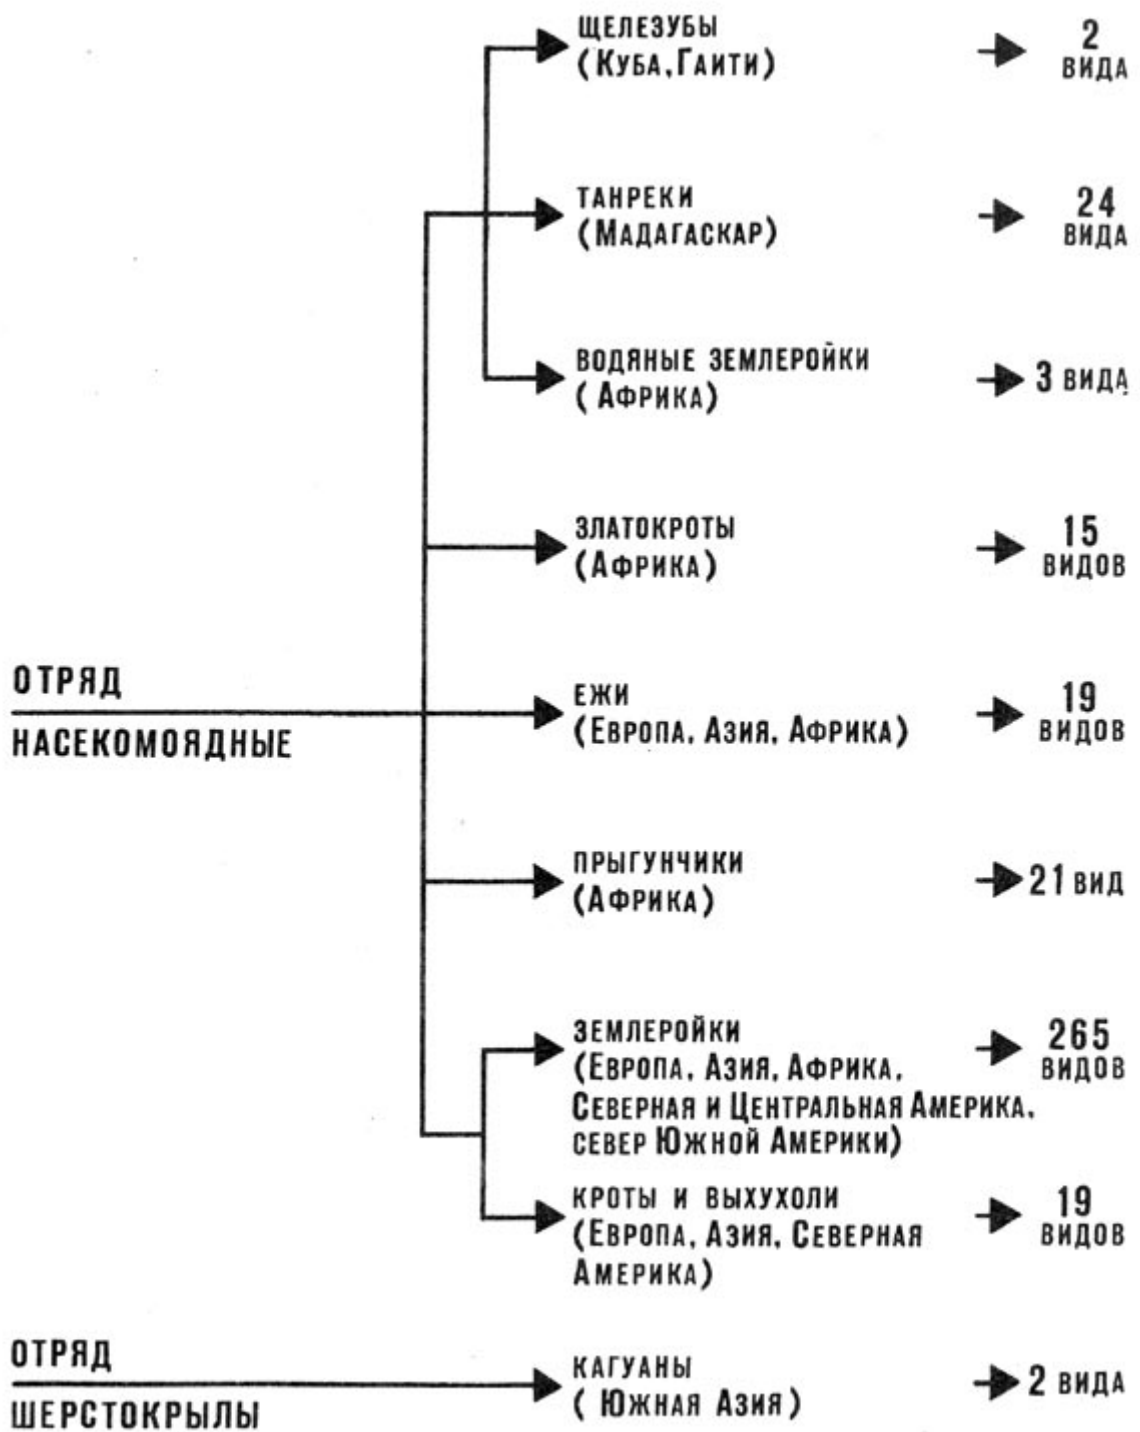 ЩЕЛЕЗУБЫ
(КУБА, ГАИТИ)
2
ВИДА
ТАНРЕКИ
(МАДАГАСКАР)
24
ВИДА
ВОДЯНЫЕ ЗЕМЛЕРОЙКИ
(АФРИКА)
3 ВИДА
ЗЛАТОКРОТЫ
(АФРИКА)
15
ВИДОВ
ОТРЯД
НАСЕКОМОЯДНЫЕ
ЕЖИ
(ЕВРОПА, АЗИЯ, АФРИКА)
19
ВИДОВ
ПРЫГУНЧИКИ
(АФРИКА)
21 ВИД
ЗЕМЛЕРОЙКИ
(ЕВРОПА, АЗИЯ, АФРИКА,
СЕВЕРНАЯ И ЦЕНТРАЛЬНАЯ АМЕРИКА,
СЕВЕР ЮЖНОЙ АМЕРИКИ)
265
ВИДОВ
КРОТЫ И ВЫХУХОЛИ
(ЕВРОПА, АЗИЯ, СЕВЕРНАЯ
АМЕРИКА)
19
ВИДОВ
ОТРЯД
ШЕРСТОКРЫЛЫ
КАГУАНЫ
(ЮЖНАЯ АЗИЯ)
2 ВИДА